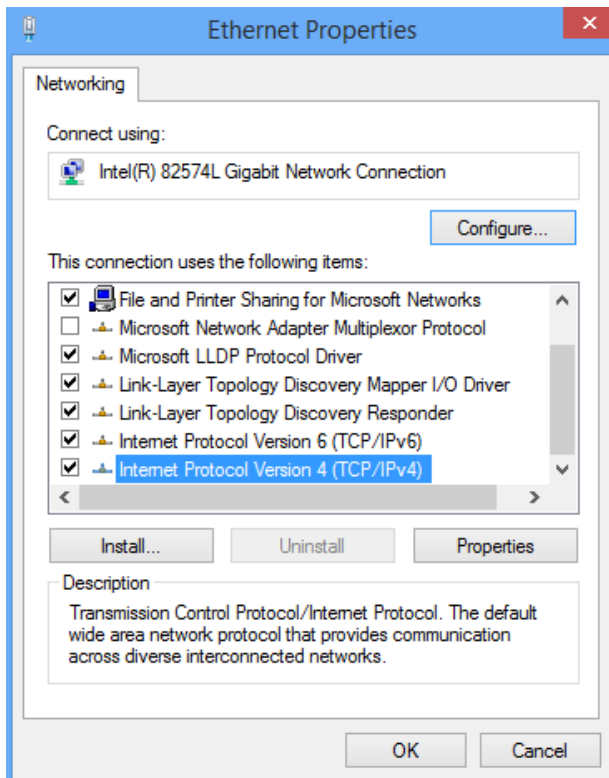 Ethernet Properties
Networking
Connect using:
Intel(R) 82574L Gigabit Network Connection
Configure...
This connection uses the following items:
File and Printer Sharing for Microsoft Networks
Microsoft Network Adapter Multiplexor Protocol
Microsoft LLDP Protocol Driver
Link-Layer Topology Discovery Mapper I/O Driver
Link-Layer Topology Discovery Responder
Internet Protocol Version 6 (TCP/IPv6)
Internet Protocol Version 4 (TCP/IPv4)
Install... Uninstall Properties
Description
Transmission Control Protocol/Internet Protocol. The default
wide area network protocol that provides communication
across diverse interconnected networks.
OK Cancel